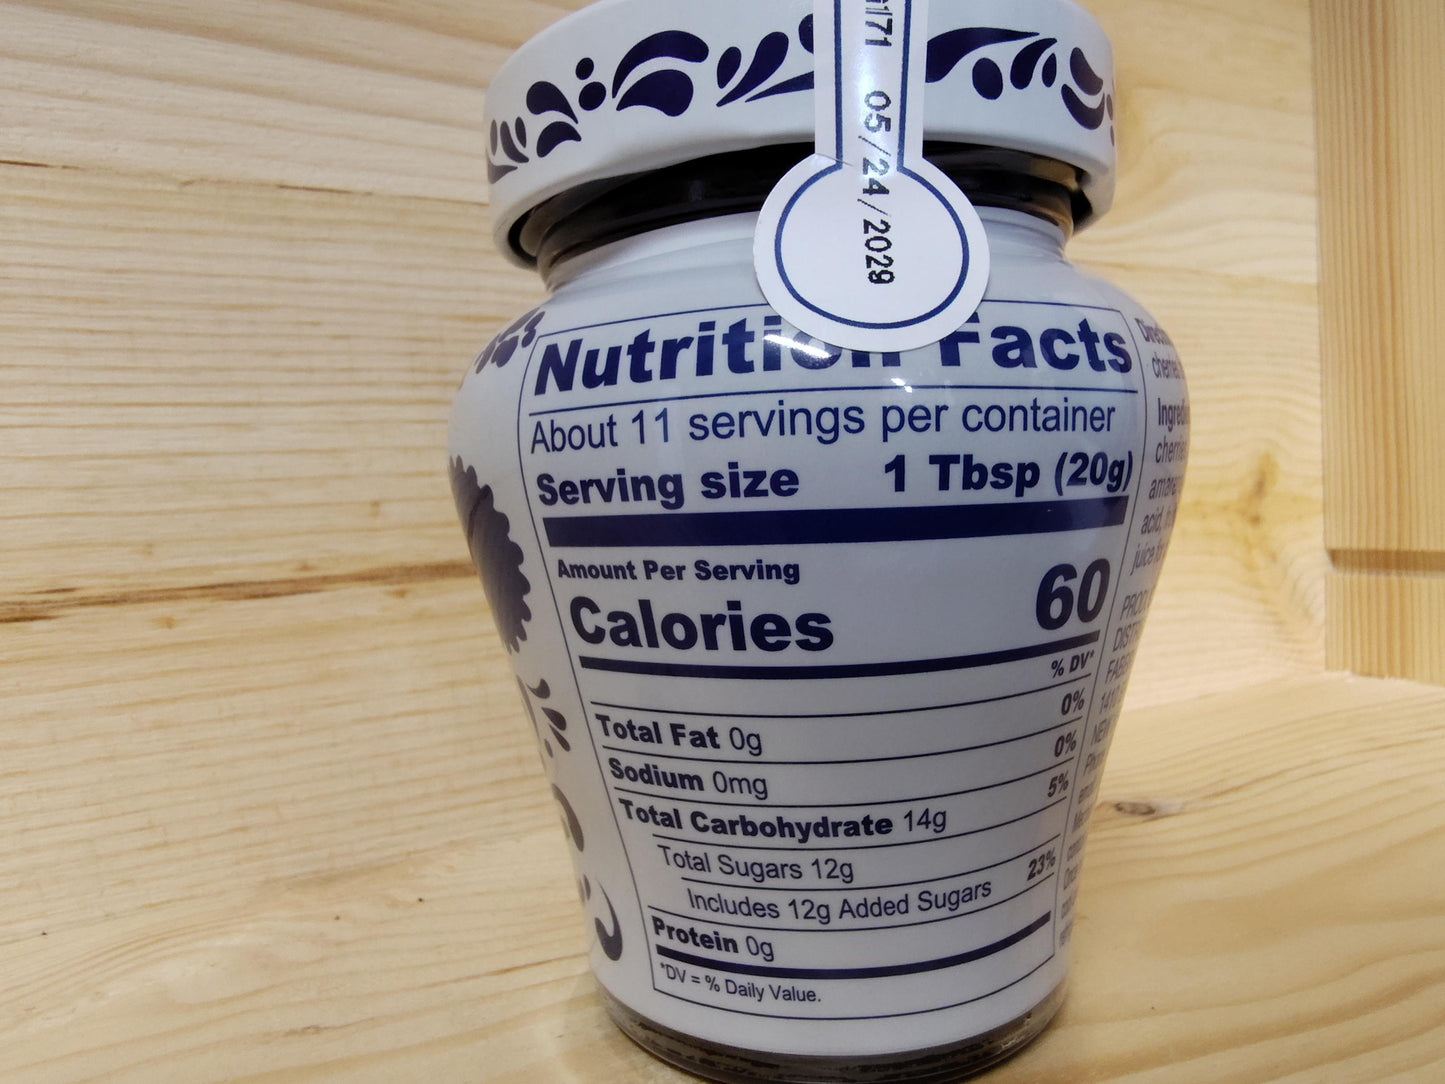 05/24/2029
Nutrition Facts
About 11 servings per container
Serving size 1 Tbsp (20g)
Amount Per Serving
Calories 60
% DV*
Total Fat 0g 0%
Sodium 0mg 0%
Total Carbohydrate 14g 5%
Total Sugars 12g
Includes 12g Added Sugars 23%
Protein 0g
*DV = % Daily Value.